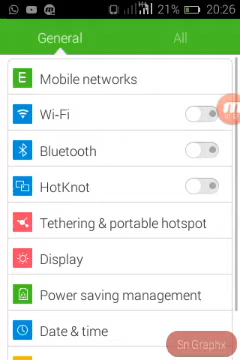 21% 20:26
General All
E Mobile networks
Wi-Fi
Bluetooth
HotKnot
Tethering & portable hotspot
Display
Power saving management
Date & time
Sn Graphx